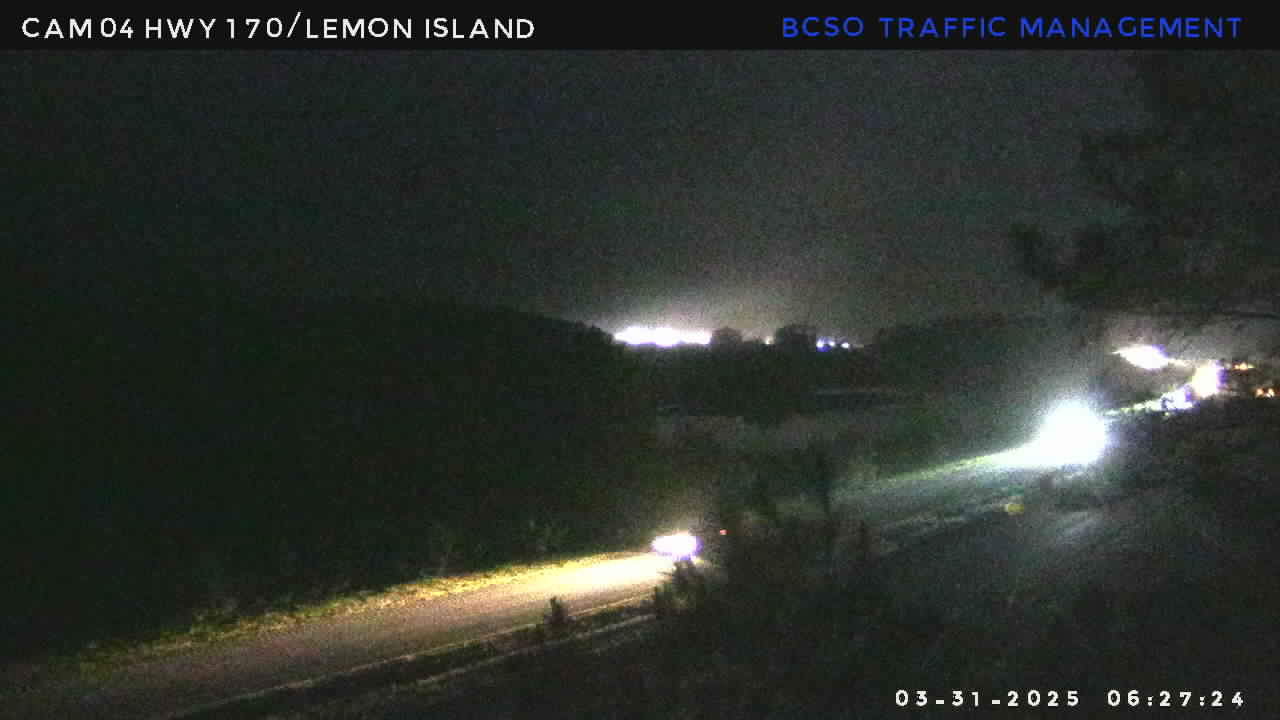 CAM04 HWY 170/LEMON ISLAND
BCSO TRAFFIC MANAGEMENT
03-31-2025 06:27:24